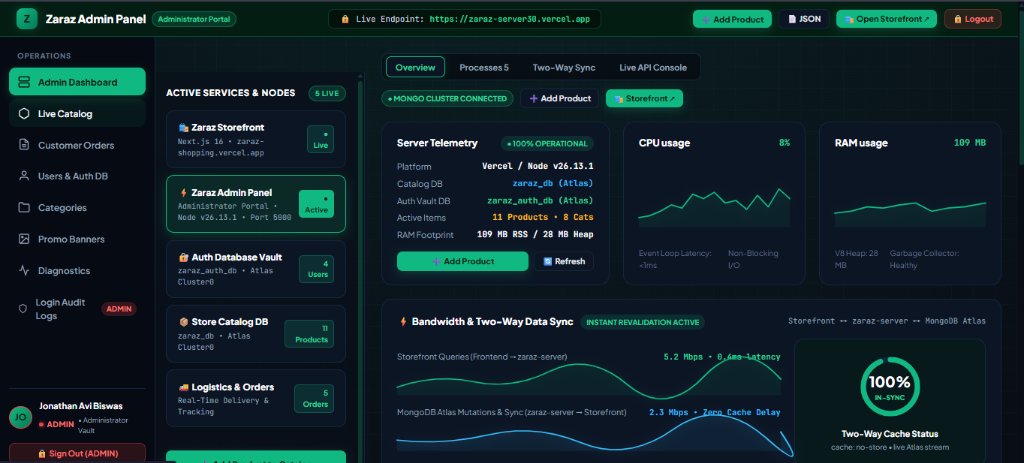 Z Zaraz Admin Panel Administrator Portal
Live Endpoint: https://zaraz-server30.vercel.app
Add Product
JSON
Open Storefront ↗
Logout
OPERATIONS
Admin Dashboard
Live Catalog
Customer Orders
Users & Auth DB
Categories
Promo Banners
Diagnostics
Login Audit
Logs
ADMIN
JO
Jonathan Avi Biswas
ADMIN
• Administrator
Vault
Sign Out (ADMIN)
ACTIVE SERVICES & NODES
5 LIVE
Zaraz Storefront
Next.js 16 • zaraz-
shopping.vercel.app
•
Live
Zaraz Admin Panel
Administrator Portal •
Node v26.13.1 • Port 5000
•
Active
Auth Database Vault
zaraz_auth_db • Atlas
Cluster0
4
Users
Store Catalog DB
zaraz_db • Atlas
Cluster0
11
Products
Logistics & Orders
Real-Time Delivery &
Tracking
5
Orders
Overview
Processes 5
Two-Way Sync
Live API Console
• MONGO CLUSTER CONNECTED
Add Product
Storefront ↗
Server Telemetry
• 100% OPERATIONAL
Platform Vercel / Node v26.13.1
Catalog DB zaraz_db (Atlas)
Auth Vault DB zaraz_auth_db (Atlas)
Active Items 11 Products • 8 Cats
RAM Footprint 109 MB RSS / 28 MB Heap
Add Product
Refresh
CPU usage 8%
Event Loop Latency:
<1ms
Non-Blocking
I/O
RAM usage 109 MB
V8 Heap: 28
MB
Garbage Collector:
Healthy
Bandwidth & Two-Way Data Sync
INSTANT REVALIDATION ACTIVE
Storefront ↔ zaraz-server ↔ MongoDB Atlas
Storefront Queries (Frontend → zaraz-server)
5.2 Mbps • 0.4ms latency
MongoDB Atlas Mutations & Sync (zaraz-server → Storefront)
2.3 Mbps • Zero Cache Delay
100%
IN-SYNC
Two-Way Cache Status
cache: no-store • live Atlas stream